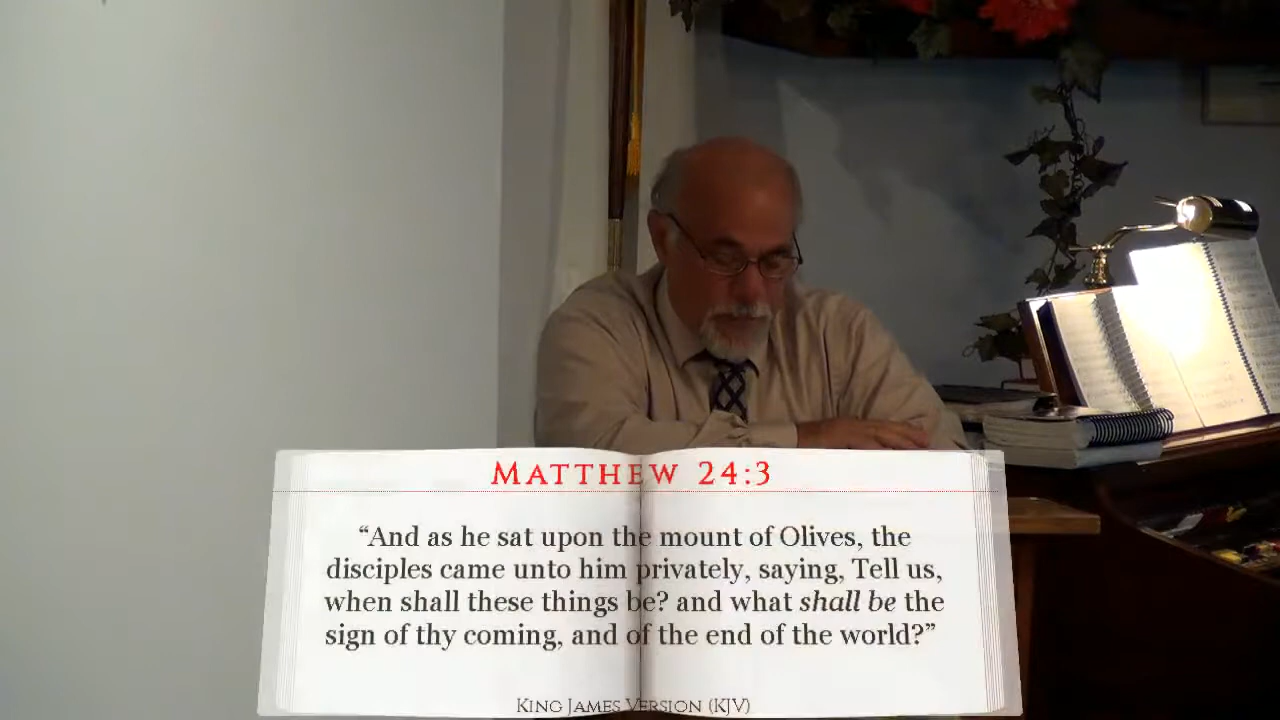 Matthew 24:3
“And as he sat upon the mount of Olives, the
disciples came unto him privately, saying, Tell us,
when shall these things be? and what shall be the
sign of thy coming, and of the end of the world?”
King James Version (KJV)